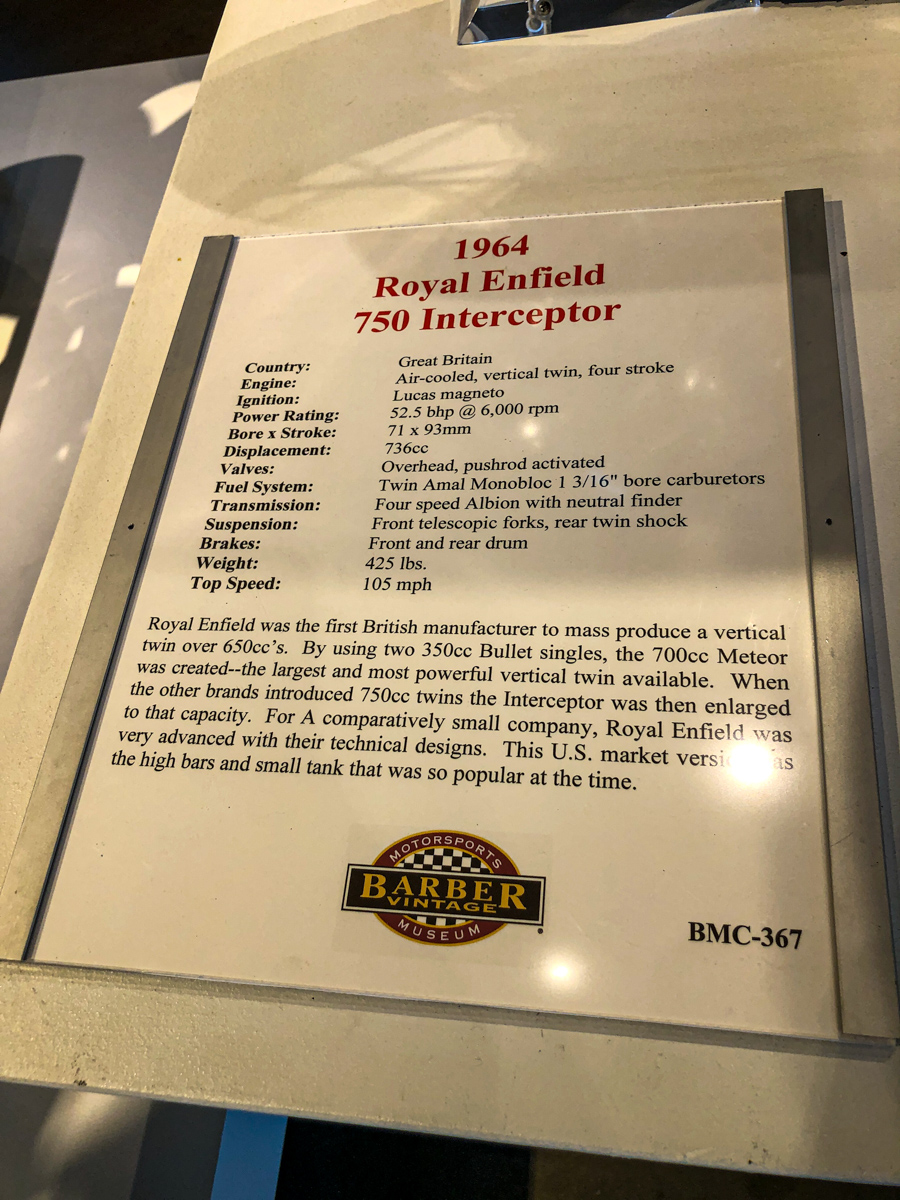 1964
Royal Enfield
750 Interceptor
Country: Great Britain
Engine: Air-cooled, vertical twin, four stroke
Ignition: Lucas magneto
Power Rating: 52.5 bhp @ 6,000 rpm
Bore x Stroke: 71 x 93mm
Displacement: 736cc
Valves: Overhead, pushrod activated
Fuel System: Twin Amal Monobloc 1 3/16" bore carburetors
Transmission: Four speed Albion with neutral finder
Suspension: Front telescopic forks, rear twin shock
Brakes: Front and rear drum
Weight: 425 lbs.
Top Speed: 105 mph
Royal Enfield was the first British manufacturer to mass produce a vertical
twin over 650cc's. By using two 350cc Bullet singles, the 700cc Meteor
was created--the largest and most powerful vertical twin available. When
the other brands introduced 750cc twins the Interceptor was then enlarged
to that capacity. For A comparatively small company, Royal Enfield was
very advanced with their technical designs. This U.S. market
the high bars and small tank that was so popular at the time.
MOTORSPORTS
BARBER
VINTAGE
MUSEUM
BMC-367